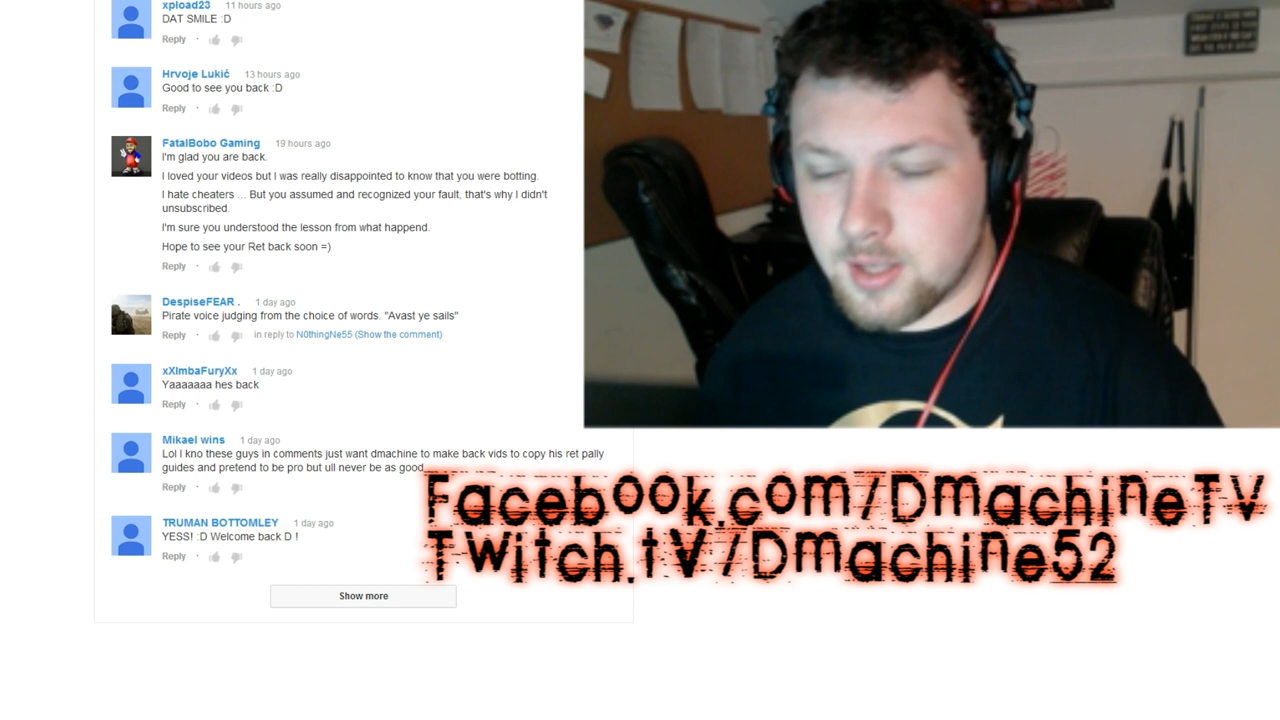 xpload23 11 hours ago
DAT SMILE :D
Reply ·
Hrvoje Lukić 13 hours ago
Good to see you back :D
Reply ·
FatalBobo Gaming 19 hours ago
I'm glad you are back.
I loved your videos but I was really disappointed to know that you were botting.
I hate cheaters ... But you assumed and recognized your fault, that's why I didn't
unsubscribed.
I'm sure you understood the lesson from what happend.
Hope to see your Ret back soon =)
Reply ·
DespiseFEAR . 1 day ago
Pirate voice judging from the choice of words. "Avast ye sails"
Reply · in reply to N0thingNe55 (Show the comment)
xXImbaFuryXx 1 day ago
Yaaaaaaa hes back
Reply ·
Mikael wins 1 day ago
Lol I kno these guys in comments just want dmachine to make back vids to copy his ret pally
guides and pretend to be pro but ull never be as good
Reply ·
TRUMAN BOTTOMLEY 1 day ago
YESS! :D Welcome back D !
Reply ·
Show more
Facebook.com/DmachineTV
Twitch.tV/Dmachine52